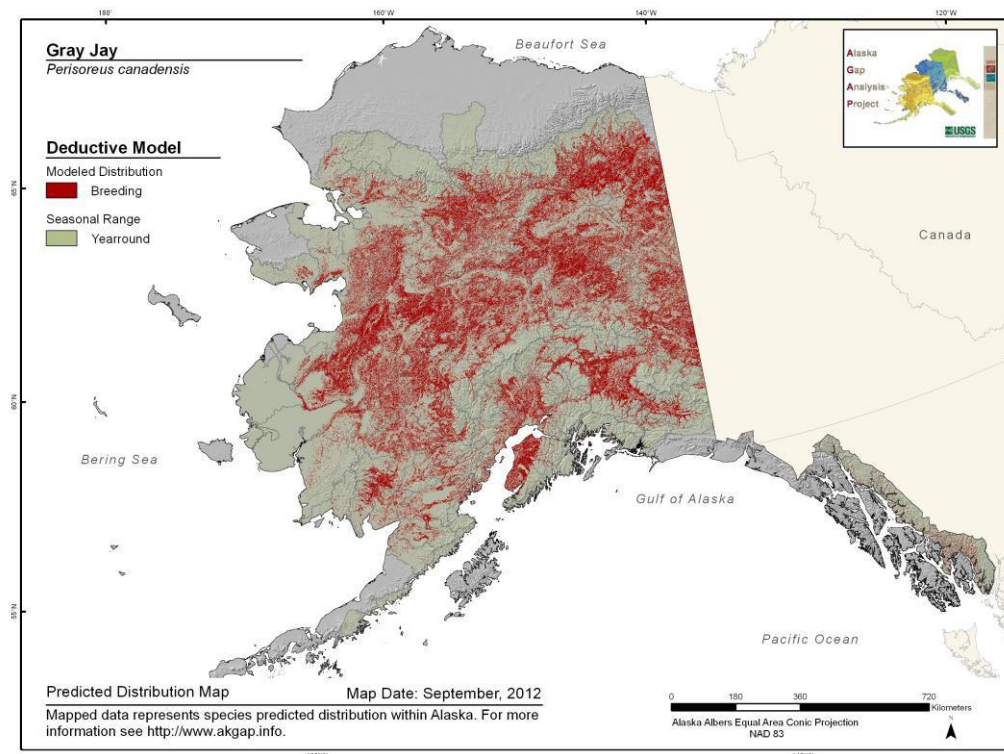 180°
160°W
140°W
120°W
Gray Jay
Perisoreus canadensis
Beaufort Sea
Alaska
Gap
Analysis
Project
USGS
Deductive Model
Modeled Distribution
Breeding
Seasonal Range
Yearround
65°N
Canada
60°N
Bering Sea
Gulf of Alaska
55°N
Pacific Ocean
Predicted Distribution Map
Map Date: September, 2012
Mapped data represents species predicted distribution within Alaska. For more
information see http://www.akgap.info.
0 180 360 720
Kilometers
Alaska Albers Equal Area Conic Projection
NAD 83
N